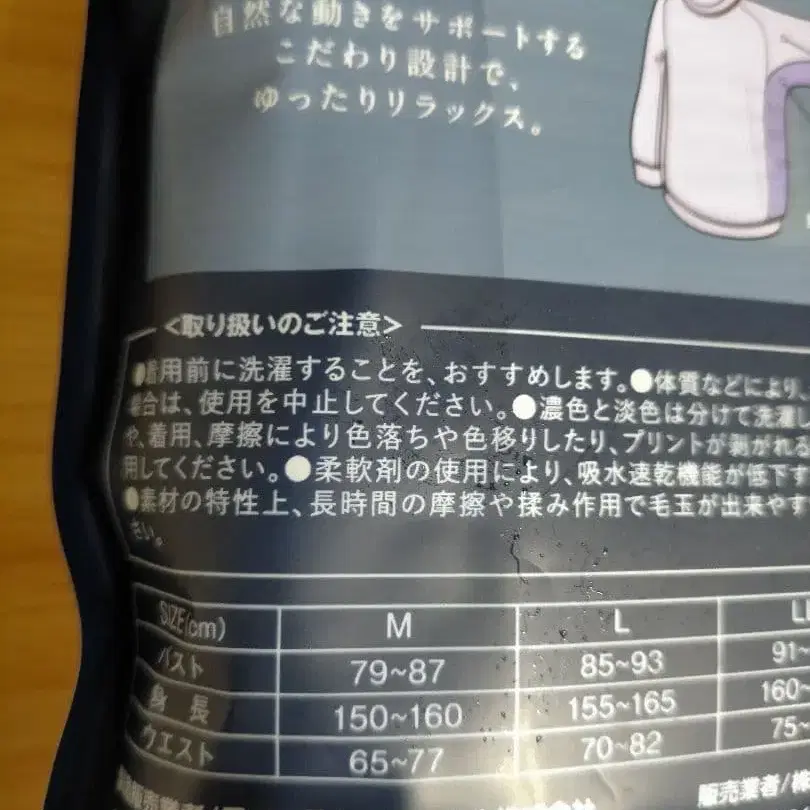 自然な動きをサポートする
こだわり設計で、
ゆったりリラックス。
<取り扱いのご注意>
●着用前に洗濯することを、おすすめします。●体質などにより、
場合は、使用を中止してください。●濃色と淡色は分けて洗濯し
や、着用、摩擦により色落ちや色移りしたり、プリントが剥がれる
用してください。●柔軟剤の使用により、吸水速乾機能が低下す
●素材の特性上、長時間の摩擦や揉み作用で毛玉が出来やす
さい。
SIZE(cm) M L LL
バスト 79~87 85~93 91~
身長 150~160 155~165 160~
ウエスト 65~77 70~82 75~
販売業者/ 販売業者/株